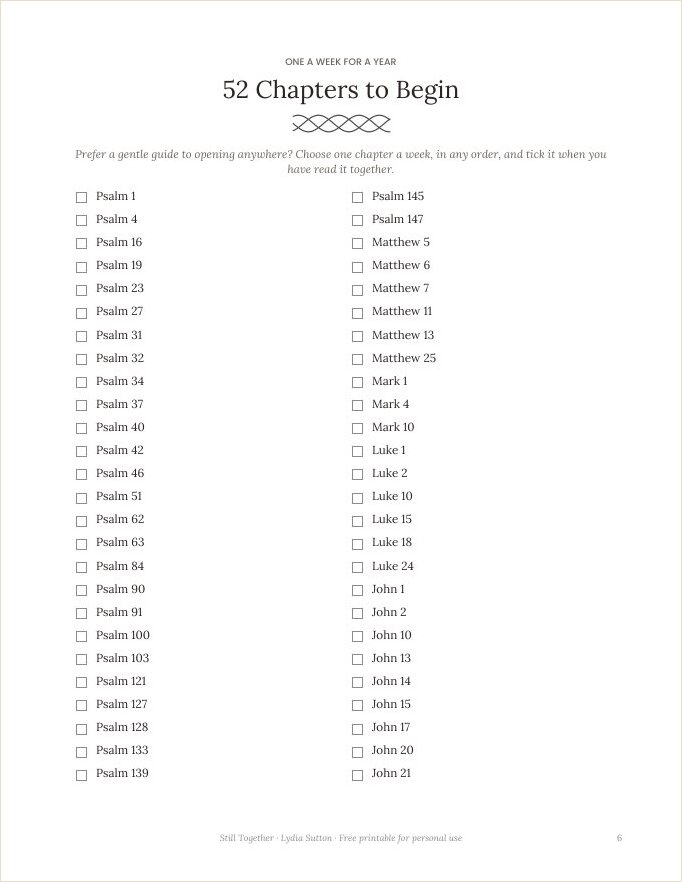 ONE A WEEK FOR A YEAR
52 Chapters to Begin
Prefer a gentle guide to opening anywhere? Choose one chapter a week, in any order, and tick it when you
have read it together.
Psalm 1
Psalm 4
Psalm 16
Psalm 19
Psalm 23
Psalm 27
Psalm 31
Psalm 32
Psalm 34
Psalm 37
Psalm 40
Psalm 42
Psalm 46
Psalm 51
Psalm 62
Psalm 63
Psalm 84
Psalm 90
Psalm 91
Psalm 100
Psalm 103
Psalm 121
Psalm 127
Psalm 128
Psalm 133
Psalm 139
Psalm 145
Psalm 147
Matthew 5
Matthew 6
Matthew 7
Matthew 11
Matthew 13
Matthew 25
Mark 1
Mark 4
Mark 10
Luke 1
Luke 2
Luke 10
Luke 15
Luke 18
Luke 24
John 1
John 2
John 10
John 13
John 14
John 15
John 17
John 20
John 21
Still Together · Lydia Sutton · Free printable for personal use
6